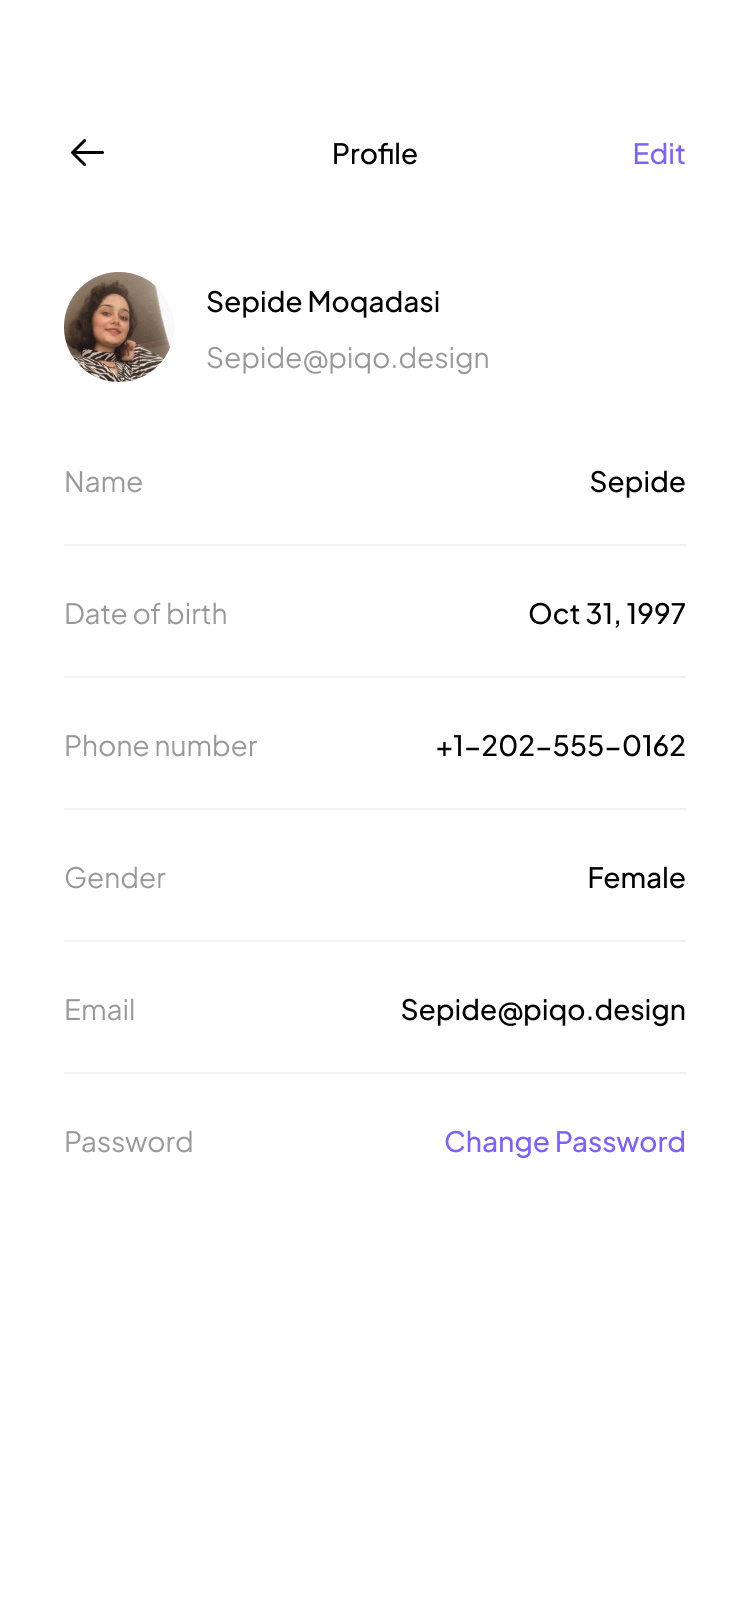 Profile
Edit
Sepide Moqadasi
Sepide@piqo.design
Name
Sepide
Date of birth
Oct 31, 1997
Phone number
+1-202-555-0162
Gender
Female
Email
Sepide@piqo.design
Password
Change Password